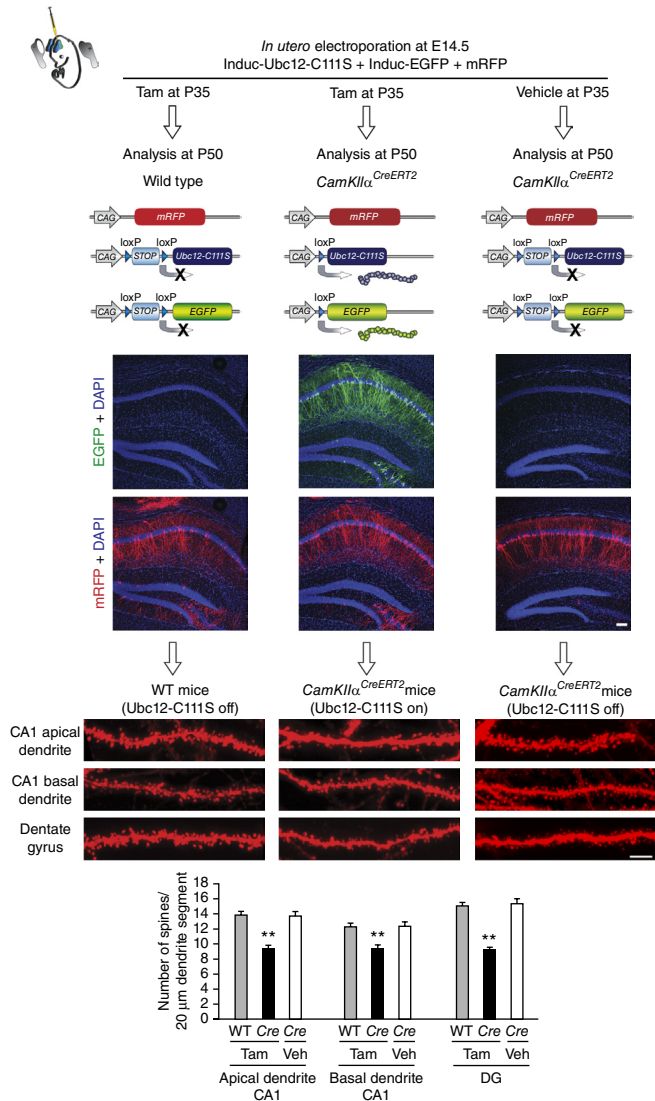 In utero electroporation at E14.5
Induc-Ubc12-C111S + Induc-EGFP + mRFP
Tam at P35
Tam at P35
Vehicle at P35
Analysis at P50
Analysis at P50
Analysis at P50
Wild type
CamKIIα^CreERT2
CamKIIα^CreERT2
CAG mRFP
CAG mRFP
CAG mRFP
loxP loxP
loxP
loxP loxP
CAG STOP Ubc12-C111S
CAG Ubc12-C111S
CAG STOP Ubc12-C111S
X
X
loxP loxP
loxP
loxP loxP
CAG STOP EGFP
CAG EGFP
CAG STOP EGFP
X
X
EGFP + DAPI
mRFP + DAPI
WT mice
(Ubc12-C111S off)
CamKIIα^CreERT2 mice
(Ubc12-C111S on)
CamKIIα^CreERT2 mice
(Ubc12-C111S off)
CA1 apical
dendrite
CA1 basal
dendrite
Dentate
gyrus
Number of spines/
20 μm dendrite segment
18
16
14
12
10
8
6
4
2
0
**
**
**
WT Cre Cre
WT Cre Cre
WT Cre Cre
Tam Veh
Tam Veh
Tam Veh
Apical dendrite
CA1
Basal dendrite
CA1
DG